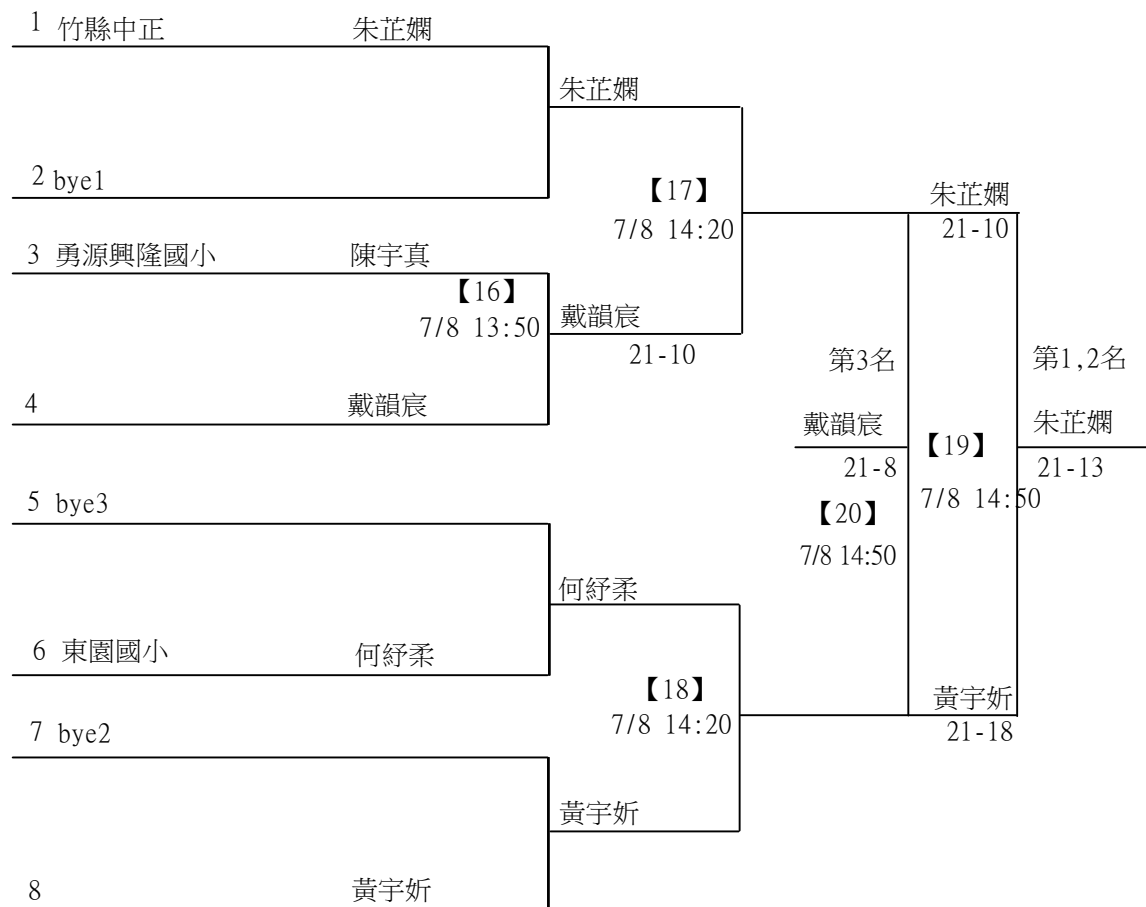 1 竹縣中正 朱芷嫻
朱芷嫻
2 bye1
【17】
7/8 14:20
朱芷嫻
21-10
3 勇源興隆國小 陳宇真
【16】
7/8 13:50
戴韻宸
21-10
第3名
第1,2名
4 戴韻宸
戴韻宸
21-8
【19】
7/8 14:50
朱芷嫻
21-13
5 bye3
【20】
7/8 14:50
何紓柔
6 東園國小 何紓柔
【18】
7/8 14:20
黃宇妡
21-18
7 bye2
黃宇妡
8 黃宇妡